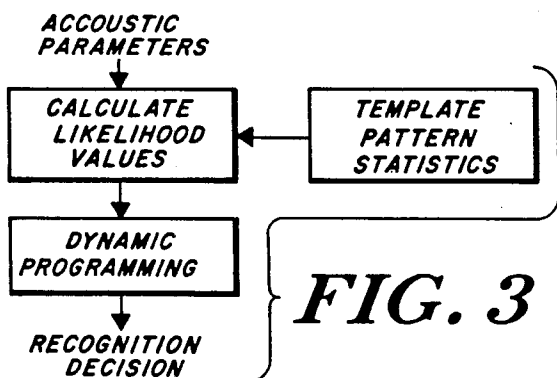 ACCOUSTIC
PARAMETERS
CALCULATE
LIKELIHOOD
VALUES
TEMPLATE
PATTERN
STATISTICS
DYNAMIC
PROGRAMMING
RECOGNITION
DECISION
FIG. 3